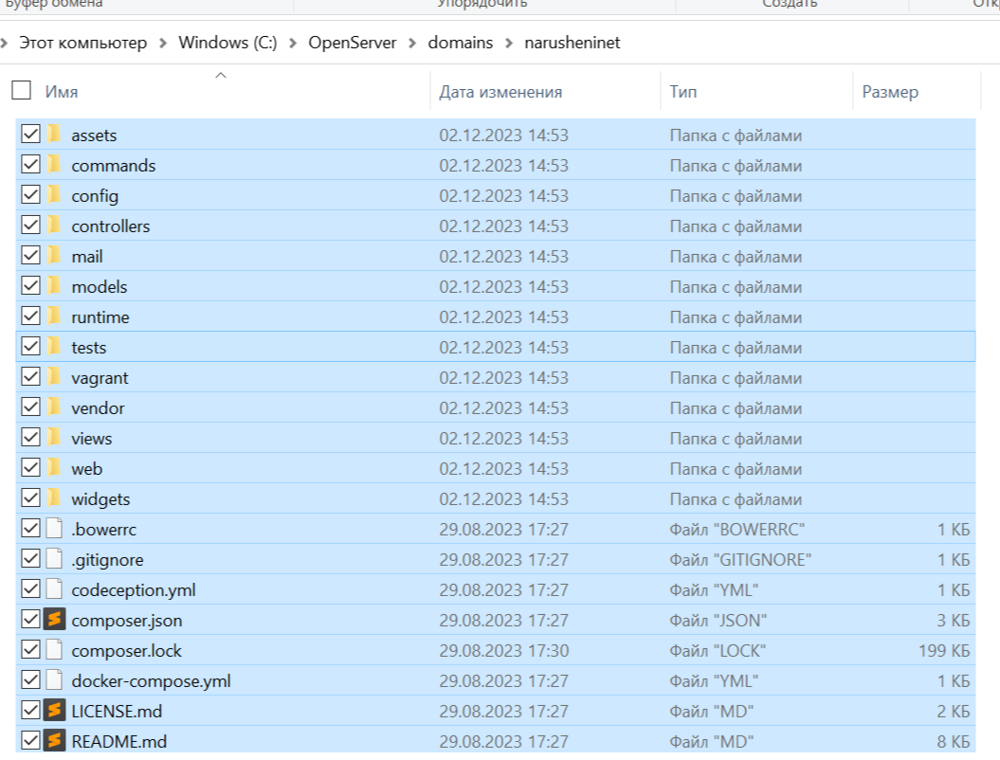 Буфер обмена Упорядочить Создать
Этот компьютер Windows (C:) OpenServer domains narusheninet
Имя Дата изменения Тип Размер
assets 02.12.2023 14:53 Папка с файлами
commands 02.12.2023 14:53 Папка с файлами
config 02.12.2023 14:53 Папка с файлами
controllers 02.12.2023 14:53 Папка с файлами
mail 02.12.2023 14:53 Папка с файлами
models 02.12.2023 14:53 Папка с файлами
runtime 02.12.2023 14:53 Папка с файлами
tests 02.12.2023 14:53 Папка с файлами
vagrant 02.12.2023 14:53 Папка с файлами
vendor 02.12.2023 14:53 Папка с файлами
views 02.12.2023 14:53 Папка с файлами
web 02.12.2023 14:53 Папка с файлами
widgets 02.12.2023 14:53 Папка с файлами
.bowerrc 29.08.2023 17:27 Файл "BOWERRC" 1 КБ
.gitignore 29.08.2023 17:27 Файл "GITIGNORE" 1 КБ
codeception.yml 29.08.2023 17:27 Файл "YML" 1 КБ
composer.json 29.08.2023 17:27 Файл "JSON" 3 КБ
composer.lock 29.08.2023 17:30 Файл "LOCK" 199 КБ
docker-compose.yml 29.08.2023 17:27 Файл "YML" 1 КБ
LICENSE.md 29.08.2023 17:27 Файл "MD" 2 КБ
README.md 29.08.2023 17:27 Файл "MD" 8 КБ